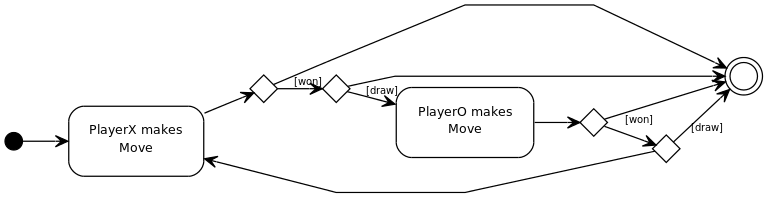 PlayerX makes
Move
[won]
[draw]
PlayerO makes
Move
[won]
[draw]